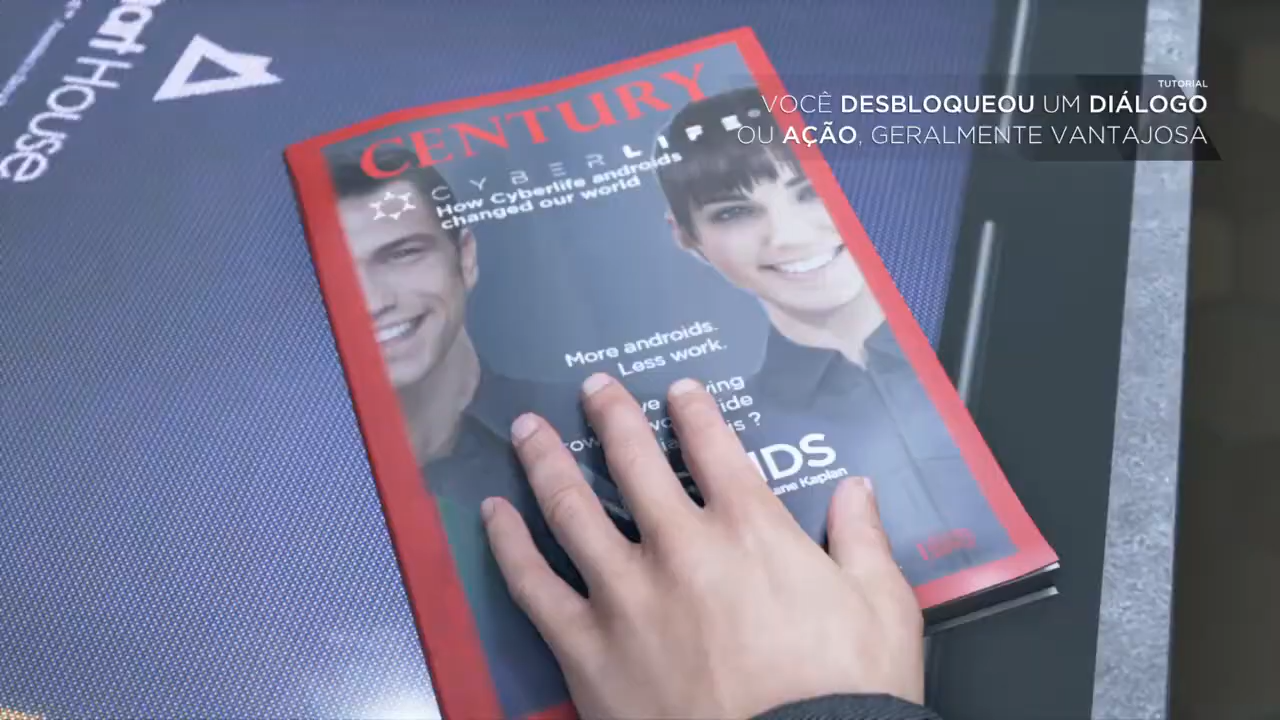 House
TUTORIAL
VOCÊ DESBLOQUEOU UM DIÁLOGO
OU AÇÃO, GERALMENTE VANTAJOSA
CENTURY
CYBERLIFE
How Cyberlife androids
changed our world
More androids.
Less work.
Kaplan